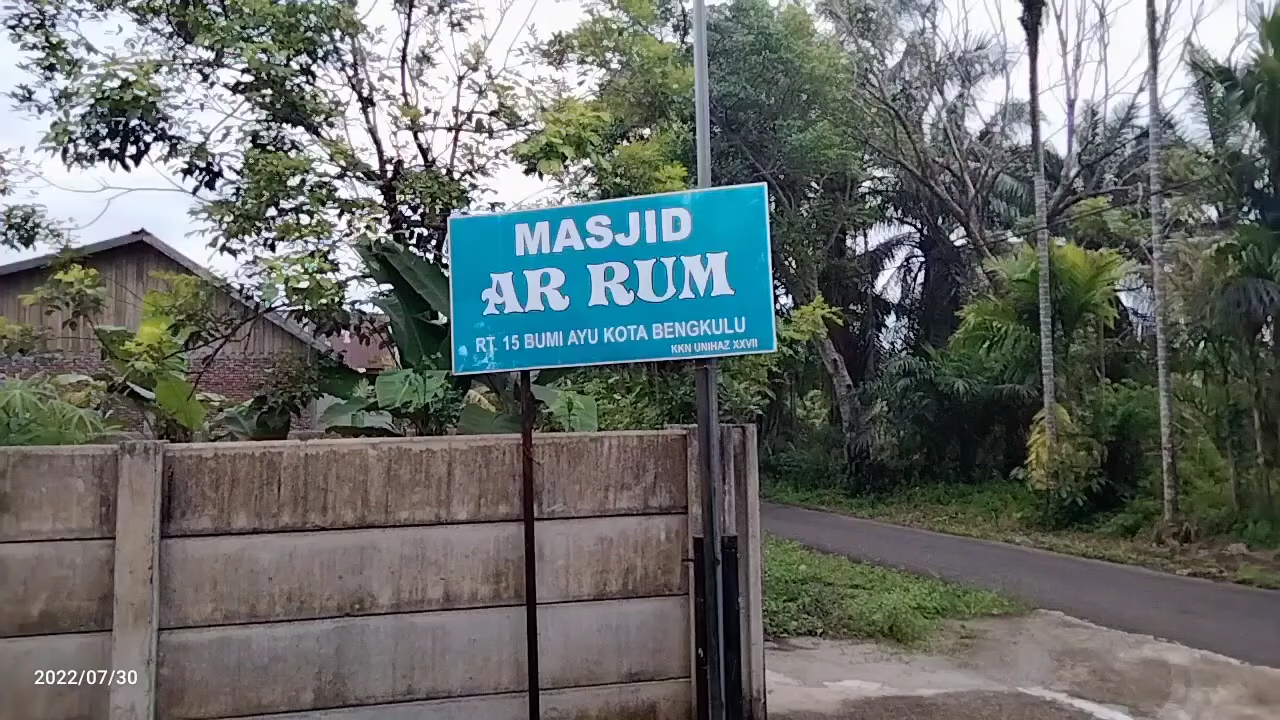 MASJID
AR RUM
RT. 15 BUMI AYU KOTA BENGKULU
KKN UNIHAZ XXVII
2022/07/30